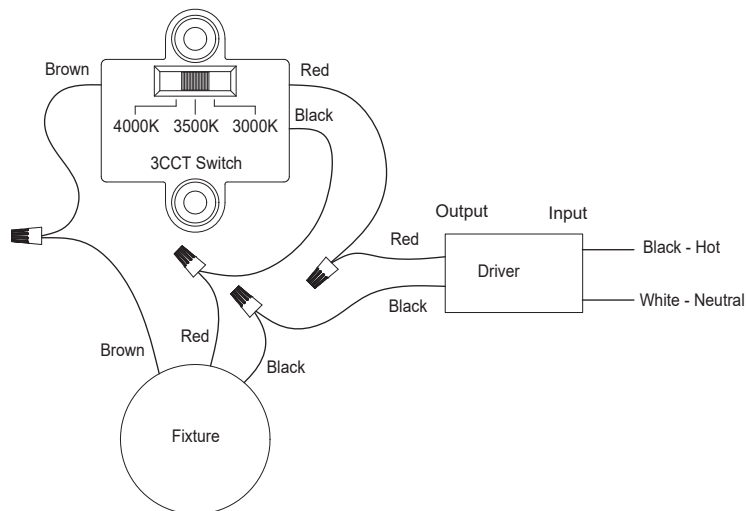 Brown
Red
Black
4000K 3500K 3000K
3CCT Switch
Output
Input
Red
Black - Hot
Driver
Black
White - Neutral
Red
Brown
Black
Fixture